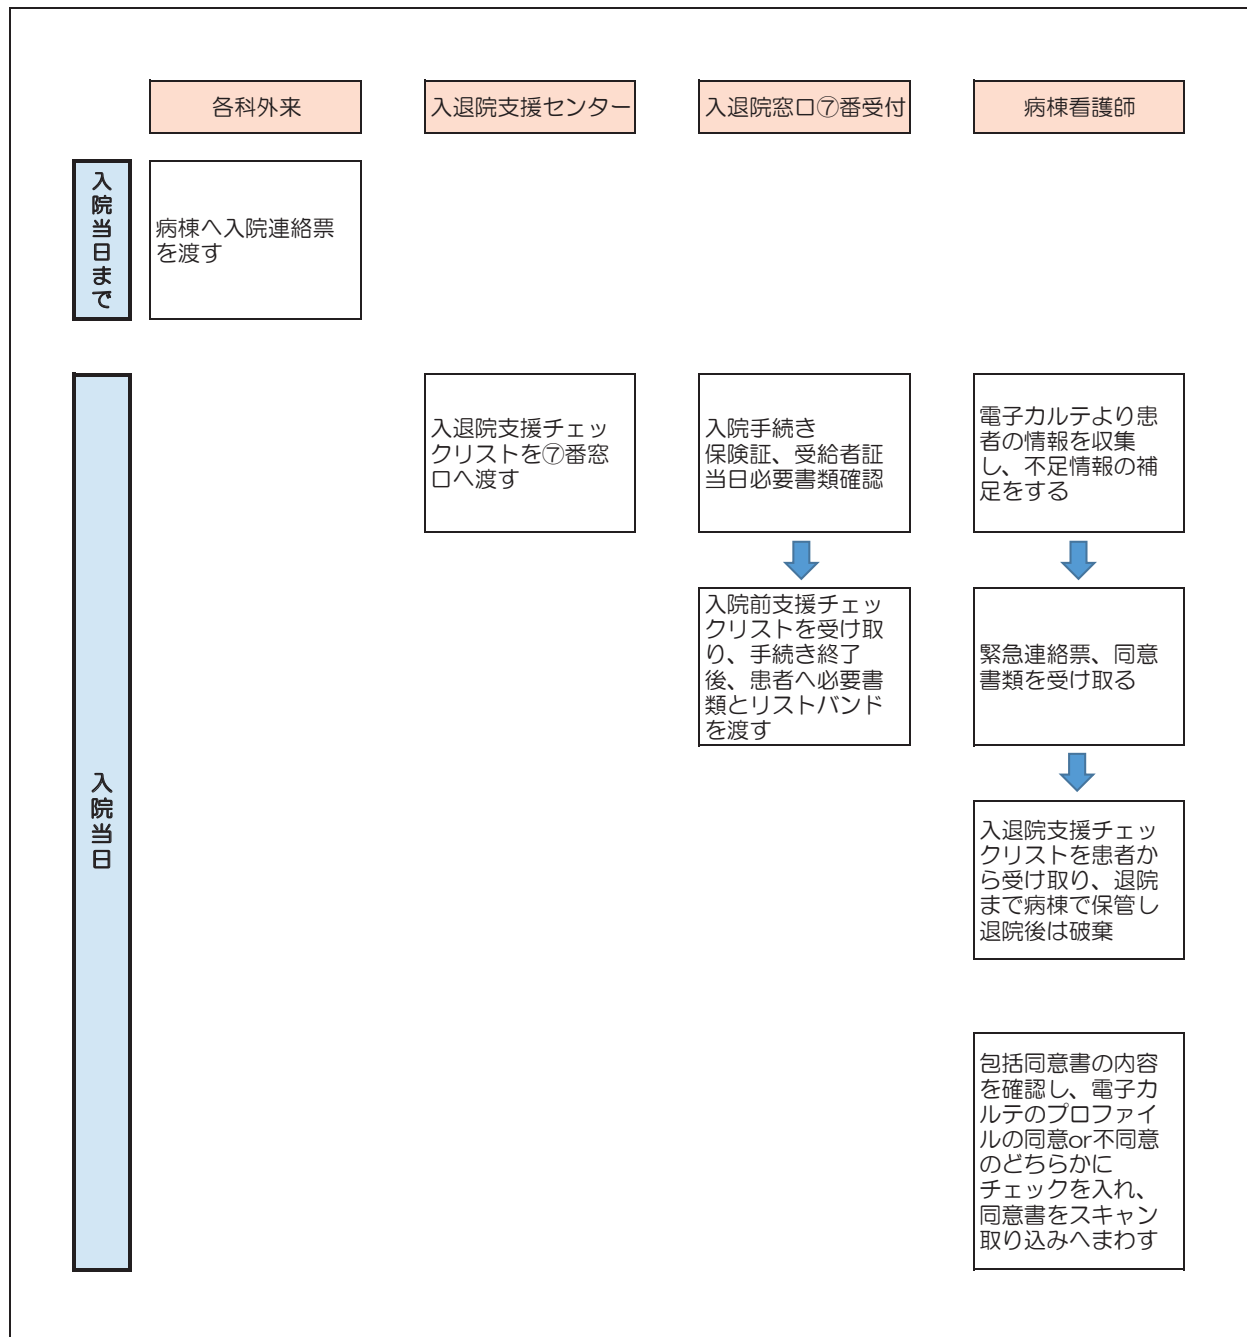 各科外来
入退院支援センター
入退院窓口⑦番受付
病棟看護師
入院当日まで
病棟へ入院連絡票
を渡す
入院当日
入退院支援チェッ
クリストを⑦番窓
口へ渡す
入院手続き
保険証、受給者証
当日必要書類確認
電子カルテより患
者の情報を収集
し、不足情報の補
足をする
入院前支援チェッ
クリストを受け取
り、手続き終了
後、患者へ必要書
類とリストバンド
を渡す
緊急連絡票、同意
書類を受け取る
入退院支援チェッ
クリストを患者か
ら受け取り、退院
まで病棟で保管し
退院後は破棄
包括同意書の内容
を確認し、電子カ
ルテのプロファイ
ルの同意or不同意
のどちらかに
チェックを入れ、
同意書をスキャン
取り込みへまわす